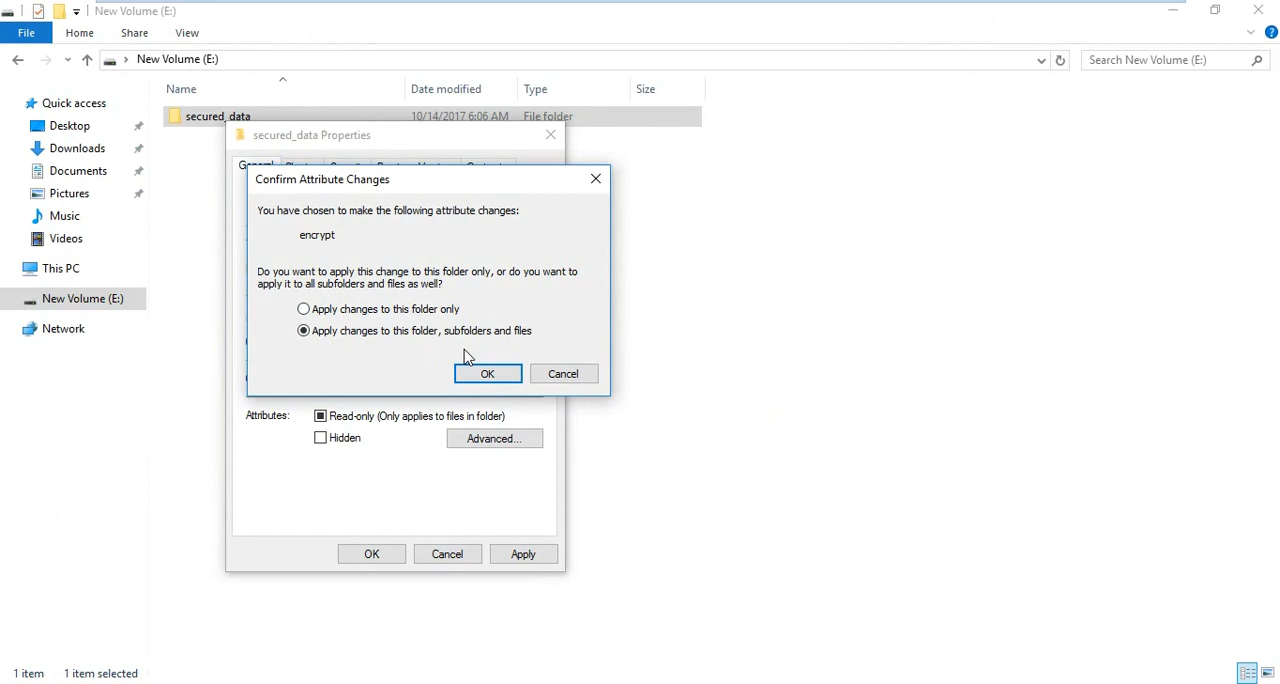 New Volume (E:)
File Home Share View
New Volume (E:) Search New Volume (E:)
Name Date modified Type Size
secured_data 10/14/2017 6:06 AM File folder
Quick access
Desktop
Downloads
Documents
Pictures
Music
Videos
This PC
New Volume (E:)
Network
secured_data Properties
General
Confirm Attribute Changes
You have chosen to make the following attribute changes:
encrypt
Do you want to apply this change to this folder only, or do you want to
apply it to all subfolders and files as well?
Apply changes to this folder only
Apply changes to this folder, subfolders and files
OK Cancel
Attributes: Read-only (Only applies to files in folder)
Hidden Advanced...
OK Cancel Apply
1 item 1 item selected